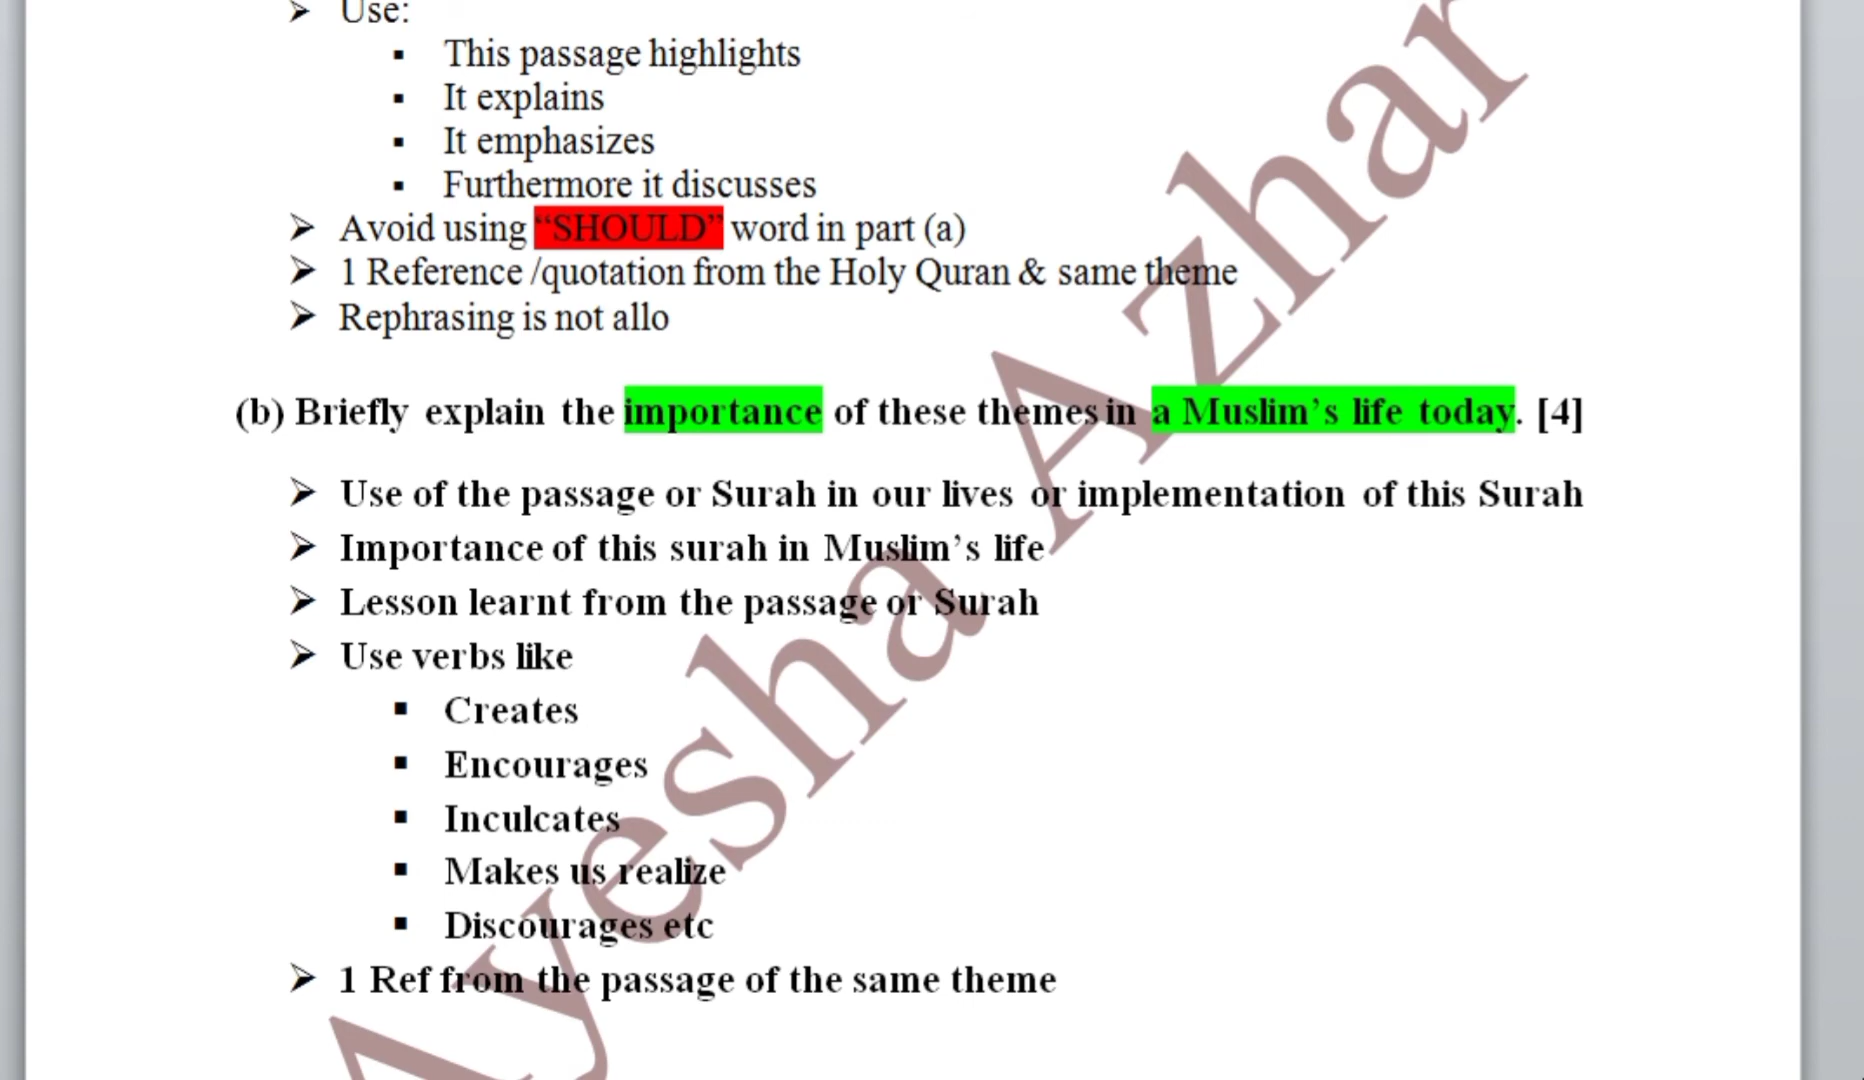 ➢ Use:
▪ This passage highlights
▪ It explains
▪ It emphasizes
▪ Furthermore it discusses
➢ Avoid using “SHOULD” word in part (a)
➢ 1 Reference /quotation from the Holy Quran & same theme
➢ Rephrasing is not allo
(b) Briefly explain the importance of these themes in a Muslim’s life today. [4]
➢ Use of the passage or Surah in our lives or implementation of this Surah
➢ Importance of this surah in Muslim’s life
➢ Lesson learnt from the passage or Surah
➢ Use verbs like
▪ Creates
▪ Encourages
▪ Inculcates
▪ Makes us realize
▪ Discourages etc
➢ 1 Ref from the passage of the same theme
Ayesha Azhar